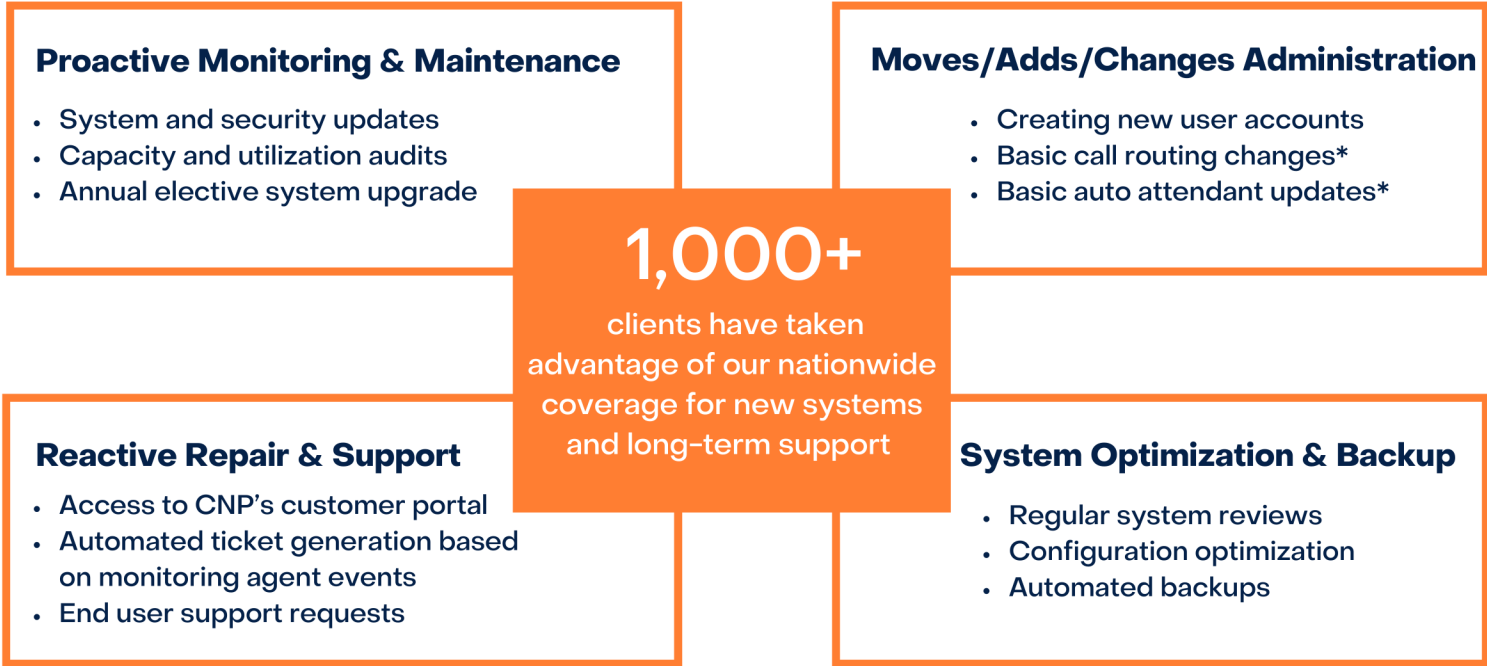 Proactive Monitoring & Maintenance
• System and security updates
• Capacity and utilization audits
• Annual elective system upgrade
Moves/Adds/Changes Administration
• Creating new user accounts
• Basic call routing changes*
• Basic auto attendant updates*
1,000+
clients have taken
advantage of our nationwide
coverage for new systems
and long-term support
Reactive Repair & Support
• Access to CNP’s customer portal
• Automated ticket generation based
on monitoring agent events
• End user support requests
System Optimization & Backup
• Regular system reviews
• Configuration optimization
• Automated backups